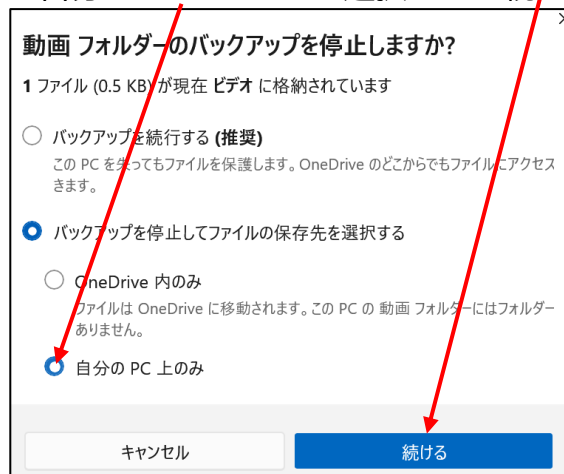 動画 フォルダーのバックアップを停止しますか?
1 ファイル (0.5 KB) が現在 ビデオ に格納されています
バックアップを続行する (推奨)
この PC を失ってもファイルを保護します。OneDrive のどこからでもファイルにアクセス
きます。
バックアップを停止してファイルの保存先を選択する
OneDrive 内のみ
ファイルは OneDrive に移動されます。この PC の 動画 フォルダーにはフォルダー
ありません。
自分の PC 上のみ
キャンセル
続ける